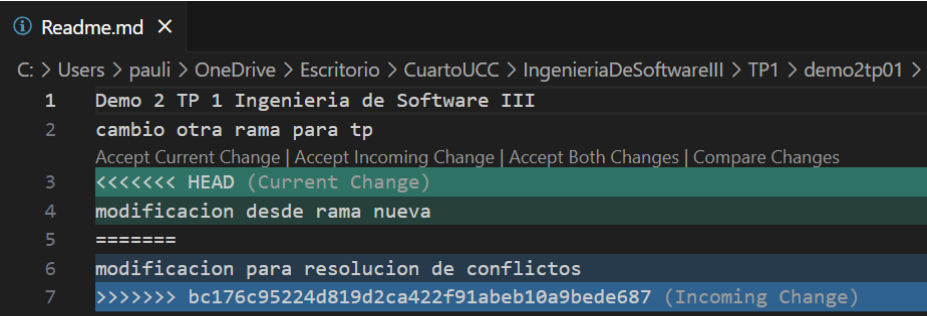 Readme.md
C: > Users > pauli > OneDrive > Escritorio > CuartoUCC > IngenieriaDeSoftwareIII > TP1 > demo2tp01 >
1 Demo 2 TP 1 Ingenieria de Software III
2 cambio otra rama para tp
Accept Current Change | Accept Incoming Change | Accept Both Changes | Compare Changes
3 <<<<<<< HEAD (Current Change)
4 modificacion desde rama nueva
5 =======
6 modificacion para resolucion de conflictos
7 >>>>>>> bc176c95224d819d2ca422f91abeb10a9bede687 (Incoming Change)